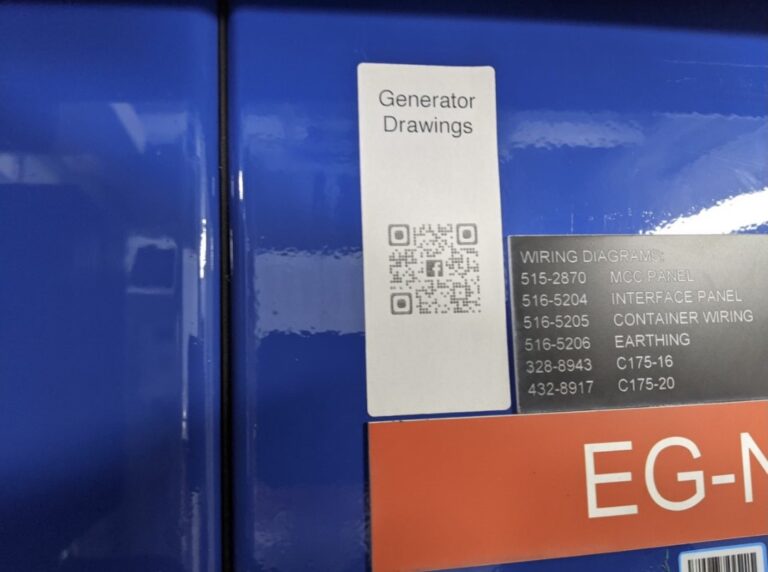 Generator
Drawings
WIRING DIAGRAMS:
515-2870 MCC PANEL
516-5204 INTERFACE PANEL
516-5205 CONTAINER WIRING
516-5206 EARTHING
328-8943 C175-16
432-8917 C175-20
EG-N